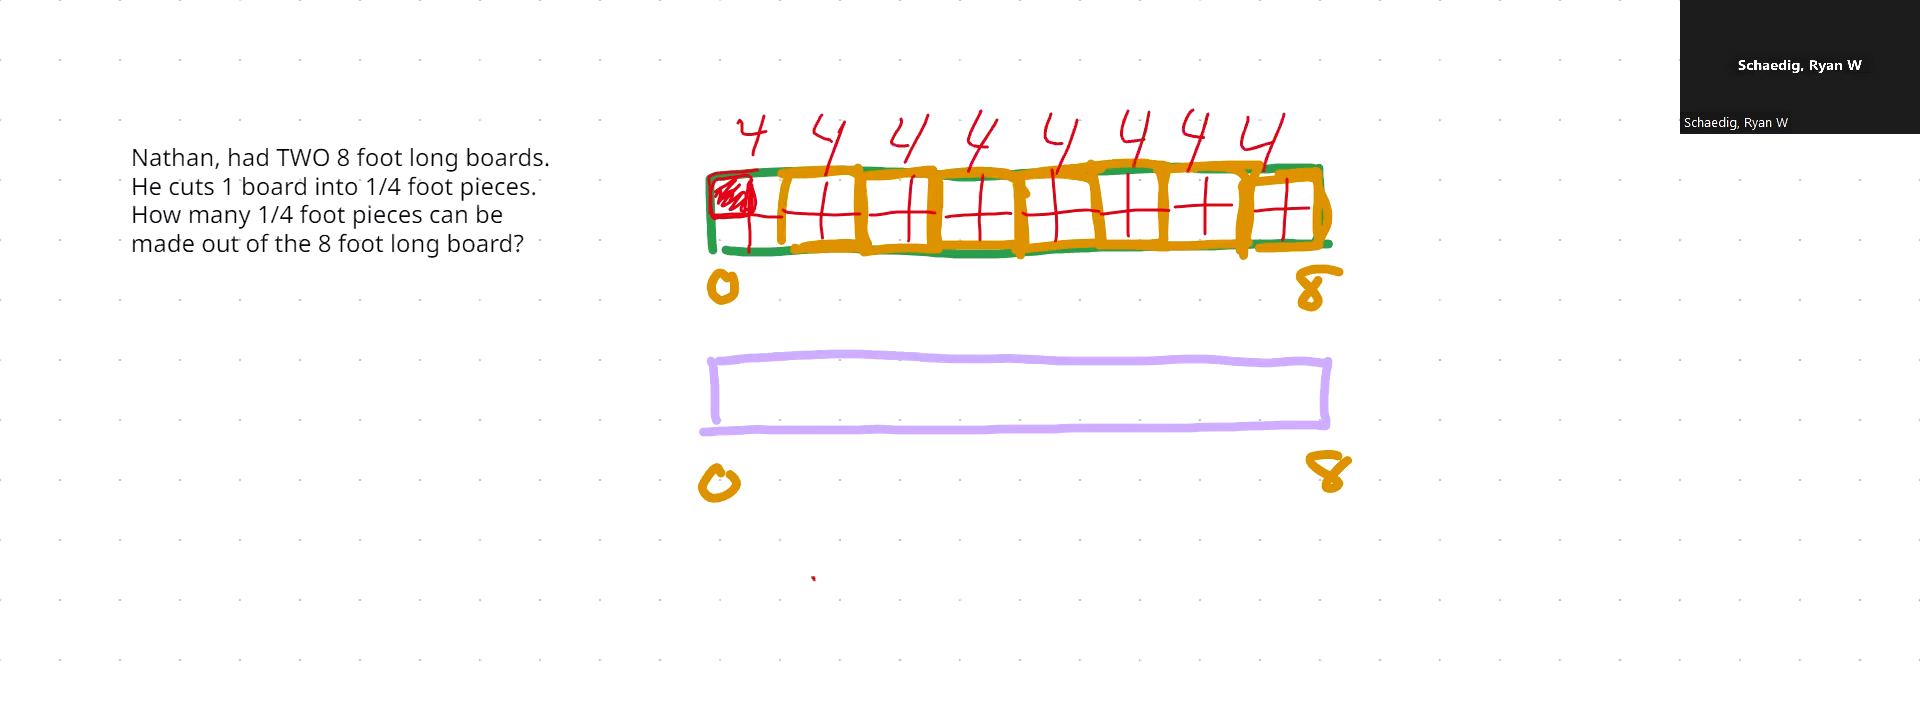 Schaedig, Ryan W
Schaedig, Ryan W
Nathan, had TWO 8 foot long boards.
He cuts 1 board into 1/4 foot pieces.
How many 1/4 foot pieces can be
made out of the 8 foot long board?
4 4 4 4 4 4 4 4
0 8
0 8